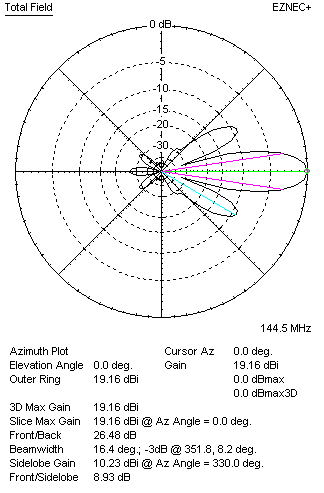 Total Field EZNEC+
0 dB
-5
-10
-15
-20
-30
144.5 MHz
Azimuth Plot Cursor Az 0.0 deg.
Elevation Angle 0.0 deg. Gain 19.16 dBi
Outer Ring 19.16 dBi 0.0 dBmax
0.0 dBmax3D
3D Max Gain 19.16 dBi
Slice Max Gain 19.16 dBi @ Az Angle = 0.0 deg.
Front/Back 26.48 dB
Beamwidth 16.4 deg.; -3dB @ 351.8, 8.2 deg.
Sidelobe Gain 10.23 dBi @ Az Angle = 330.0 deg.
Front/Sidelobe 8.93 dB